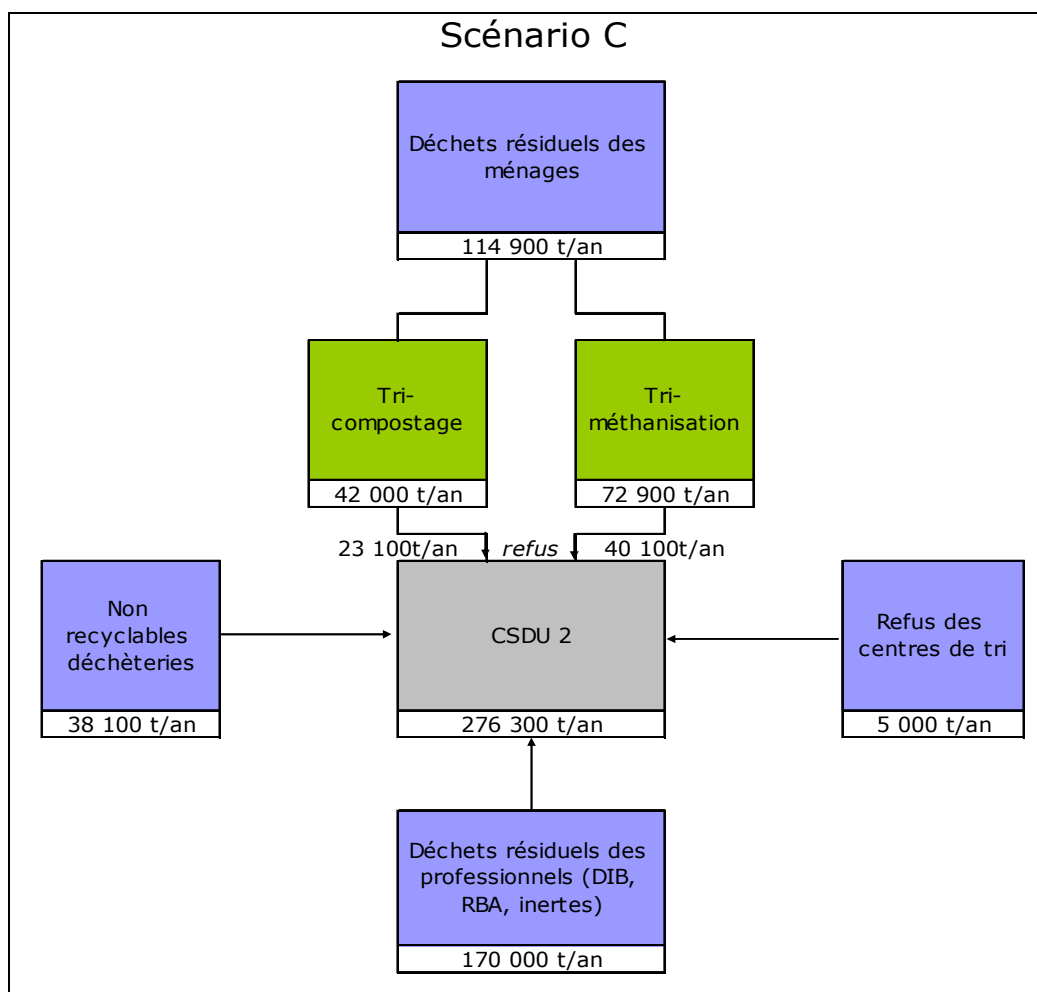 Scénario C
Déchets résiduels des
ménages
114 900 t/an
Tri-
compostage
42 000 t/an
Tri-
méthanisation
72 900 t/an
23 100t/an
refus
40 100t/an
Non
recyclables
déchèteries
38 100 t/an
CSDU 2
276 300 t/an
Refus des
centres de tri
5 000 t/an
Déchets résiduels des
professionnels (DIB,
RBA, inertes)
170 000 t/an